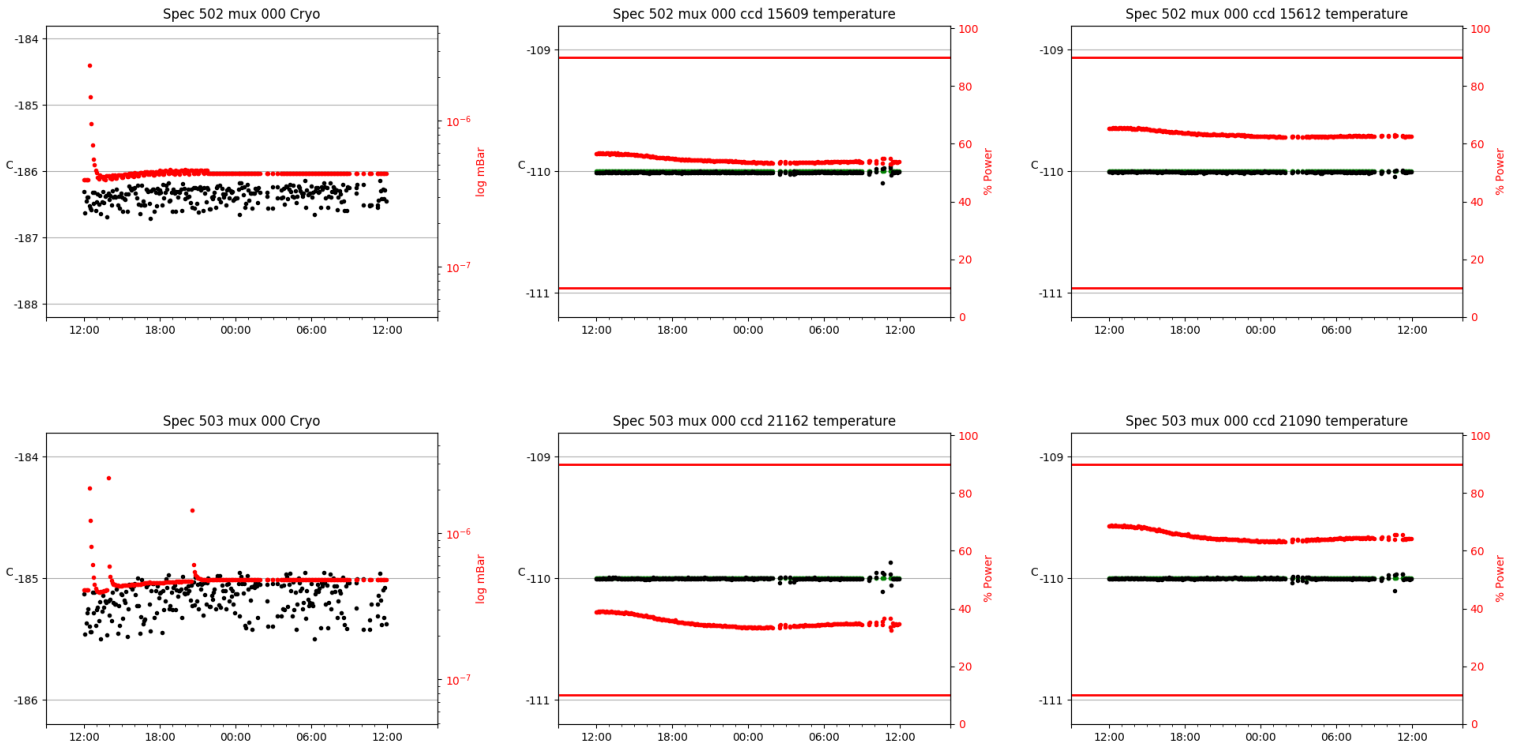 Spec 502 mux 000 Cryo
-184
-185
C
-186
-187
-188
10⁻⁶
10⁻⁷
log mBar
12:00 18:00 00:00 06:00 12:00
Spec 502 mux 000 ccd 15609 temperature
-109
C
-110
-111
100
80
60
40
20
0
% Power
12:00 18:00 00:00 06:00 12:00
Spec 502 mux 000 ccd 15612 temperature
-109
C
-110
-111
100
80
60
40
20
0
% Power
12:00 18:00 00:00 06:00 12:00
Spec 503 mux 000 Cryo
-184
C
-185
-186
10⁻⁶
10⁻⁷
log mBar
12:00 18:00 00:00 06:00 12:00
Spec 503 mux 000 ccd 21162 temperature
-109
C
-110
-111
100
80
60
40
20
0
% Power
12:00 18:00 00:00 06:00 12:00
Spec 503 mux 000 ccd 21090 temperature
-109
C
-110
-111
100
80
60
40
20
0
% Power
12:00 18:00 00:00 06:00 12:00